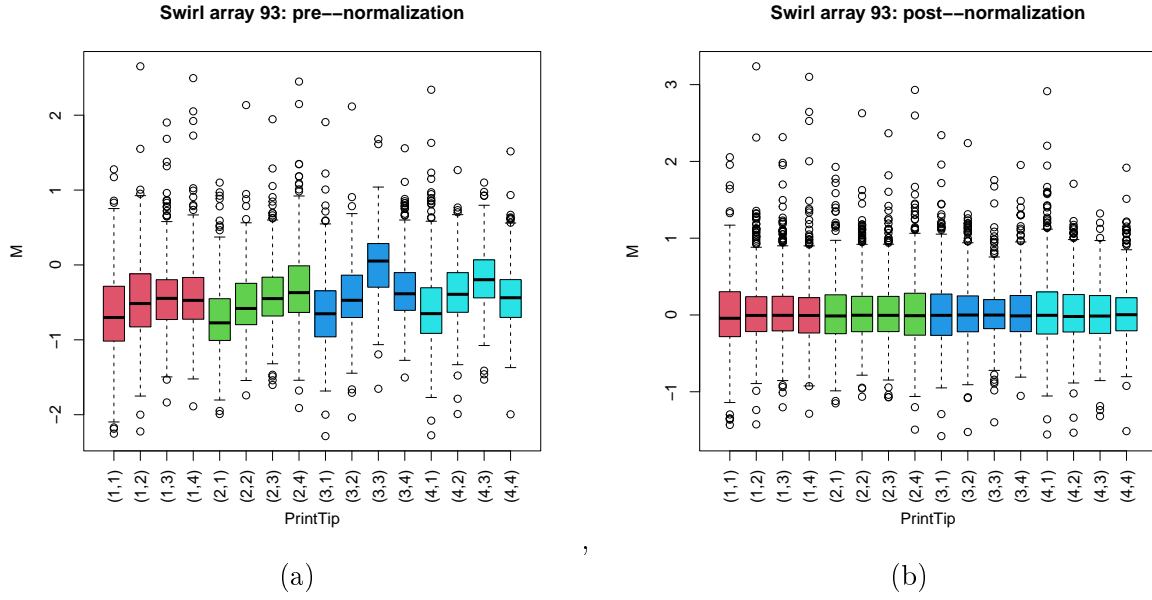 Swirl array 93: pre−−normalization
M
2
1
0
−1
−2
(1,1) (1,2) (1,3) (1,4) (2,1) (2,2) (2,3) (2,4) (3,1) (3,2) (3,3) (3,4) (4,1) (4,2) (4,3) (4,4)
PrintTip
,
(a)
Swirl array 93: post−−normalization
M
3
2
1
0
−1
(1,1) (1,2) (1,3) (1,4) (2,1) (2,2) (2,3) (2,4) (3,1) (3,2) (3,3) (3,4) (4,1) (4,2) (4,3) (4,4)
PrintTip
(b)